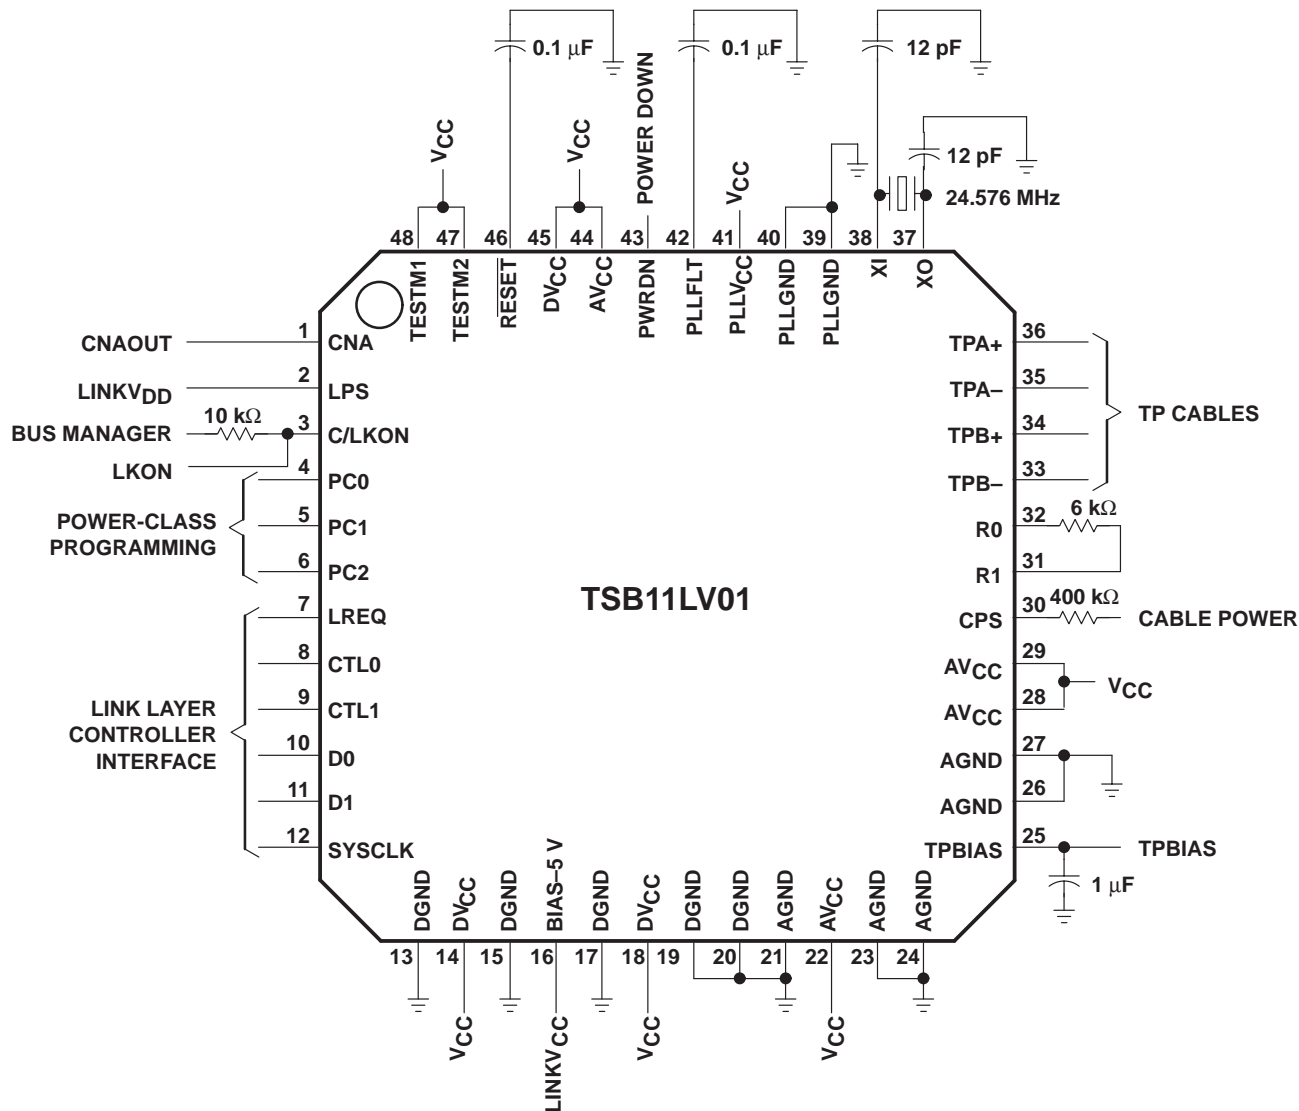 0.1 μF
0.1 μF
12 pF
POWER DOWN
VCC
VCC
VCC
12 pF
24.576 MHz
48
47
46
45
44
43
42
41
40
39
38
37
TESTM1
TESTM2
RESET
DVCC
AVCC
PWRDN
PLLFLT
PLLVCC
PLLGND
PLLGND
XI
XO
CNAOUT
1
CNA
LINKVDD
2
LPS
BUS MANAGER
10 kΩ
3
C/LKON
LKON
4
PC0
POWER-CLASS
PROGRAMMING
5
PC1
6
PC2
7
LREQ
8
CTL0
LINK LAYER
CONTROLLER
INTERFACE
9
CTL1
10
D0
11
D1
12
SYSCLK
TSB11LV01
TPA+
36
TPA–
35
TP CABLES
TPB+
34
TPB–
33
R0
32
6 kΩ
R1
31
CPS
30
400 kΩ
CABLE POWER
AVCC
29
VCC
AVCC
28
AGND
27
AGND
26
TPBIAS
25
TPBIAS
1 μF
DGND
DVCC
DGND
BIAS–5 V
DGND
DVCC
DGND
DGND
AGND
AVCC
AGND
AGND
13
14
15
16
17
18
19
20
21
22
23
24
VCC
LINKVCC
VCC
VCC